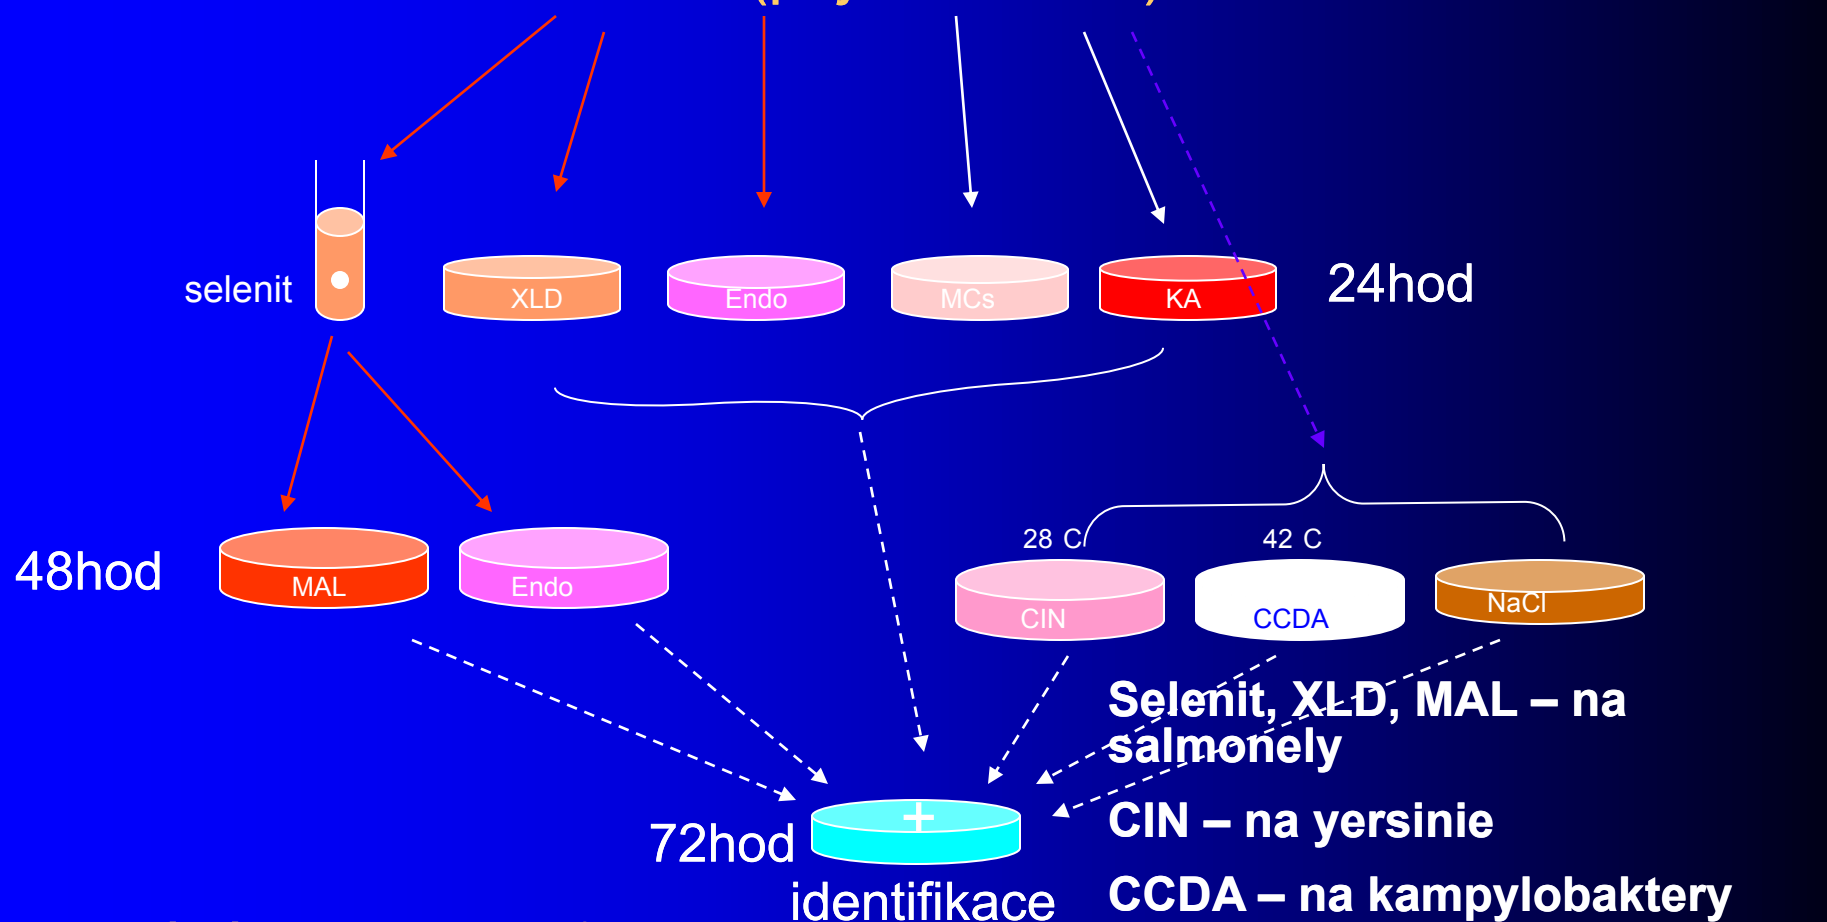 selenit
XLD
Endo
MCs
KA
24hod
28 C
42 C
48hod
MAL
Endo
CIN
CCDA
NaCl
Selenit, XLD, MAL – na
salmonely
CIN – na yersinie
72hod
+
identifikace
CCDA – na kampylobaktery